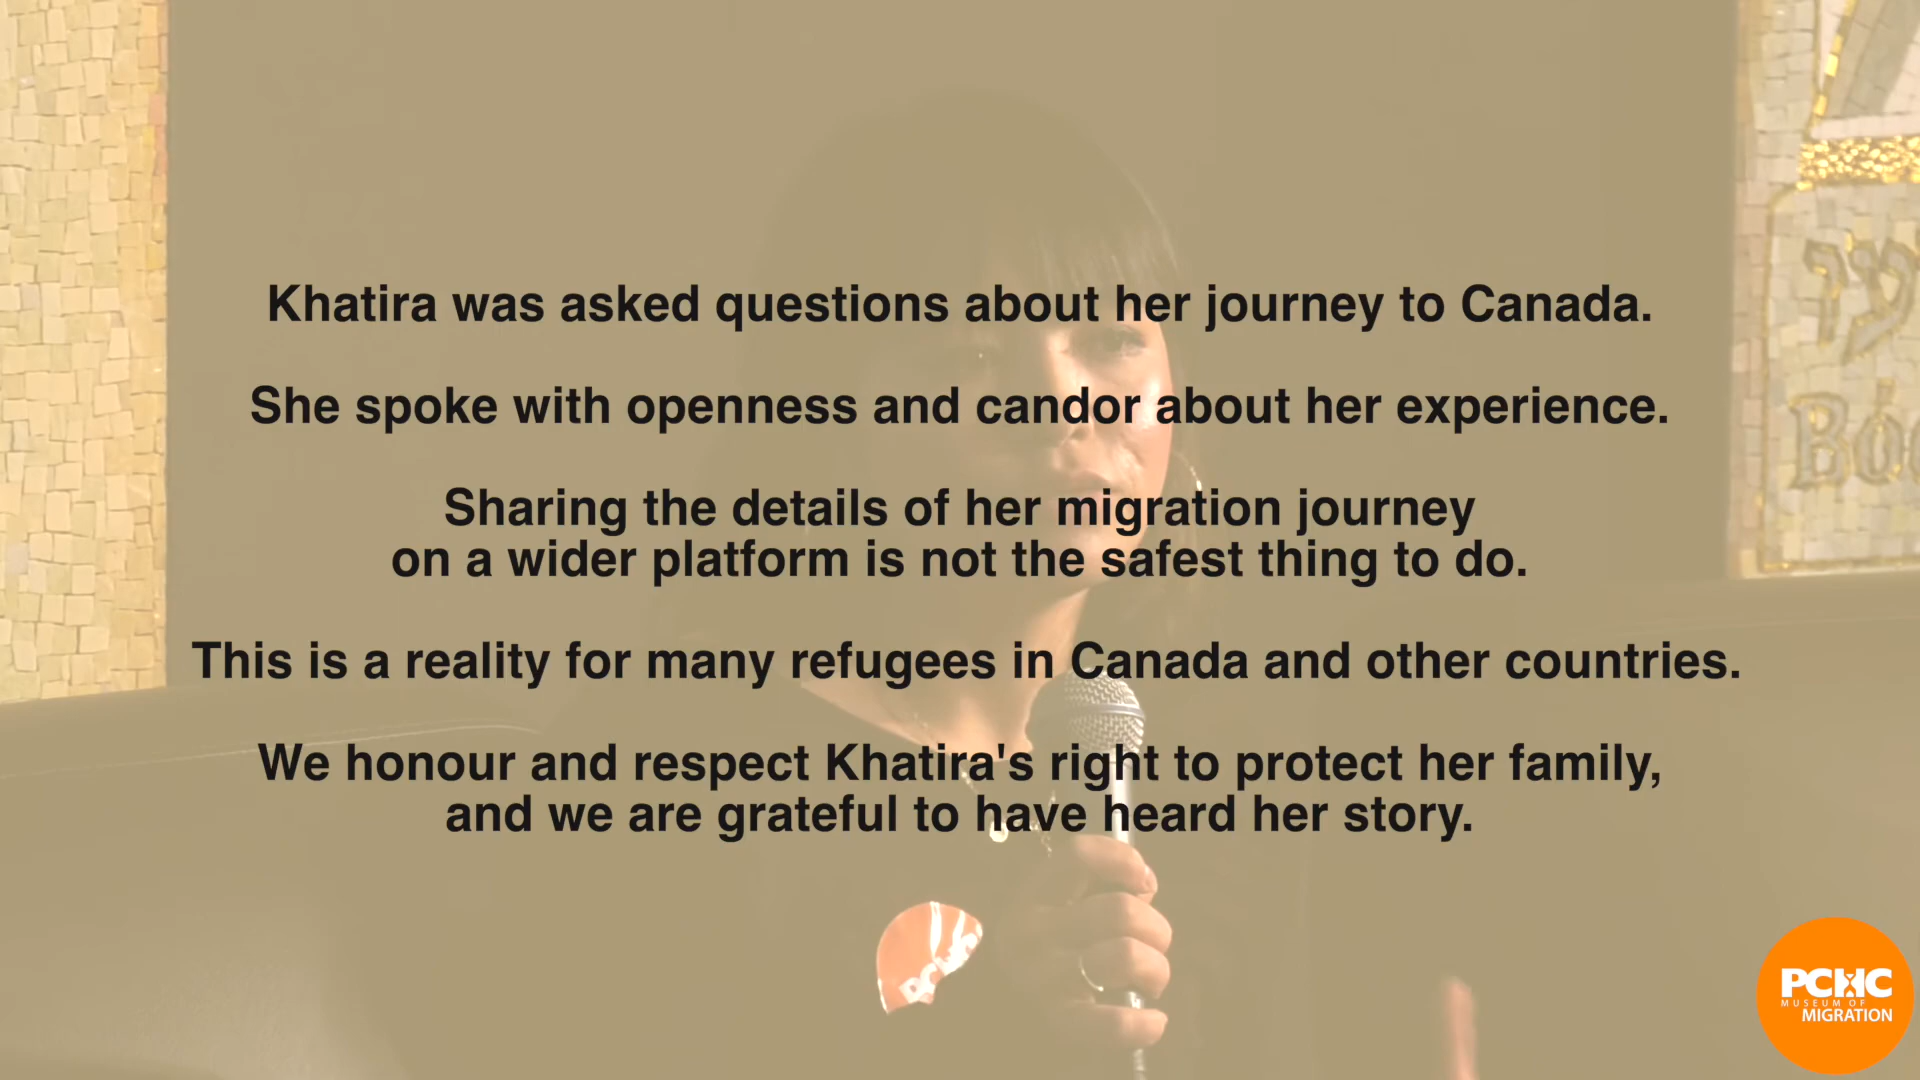 Khatira was asked questions about her journey to Canada.
She spoke with openness and candor about her experience.
Sharing the details of her migration journey
on a wider platform is not the safest thing to do.
This is a reality for many refugees in Canada and other countries.
We honour and respect Khatira's right to protect her family,
and we are grateful to have heard her story.
PCHC
MUSEUM OF
MIGRATION